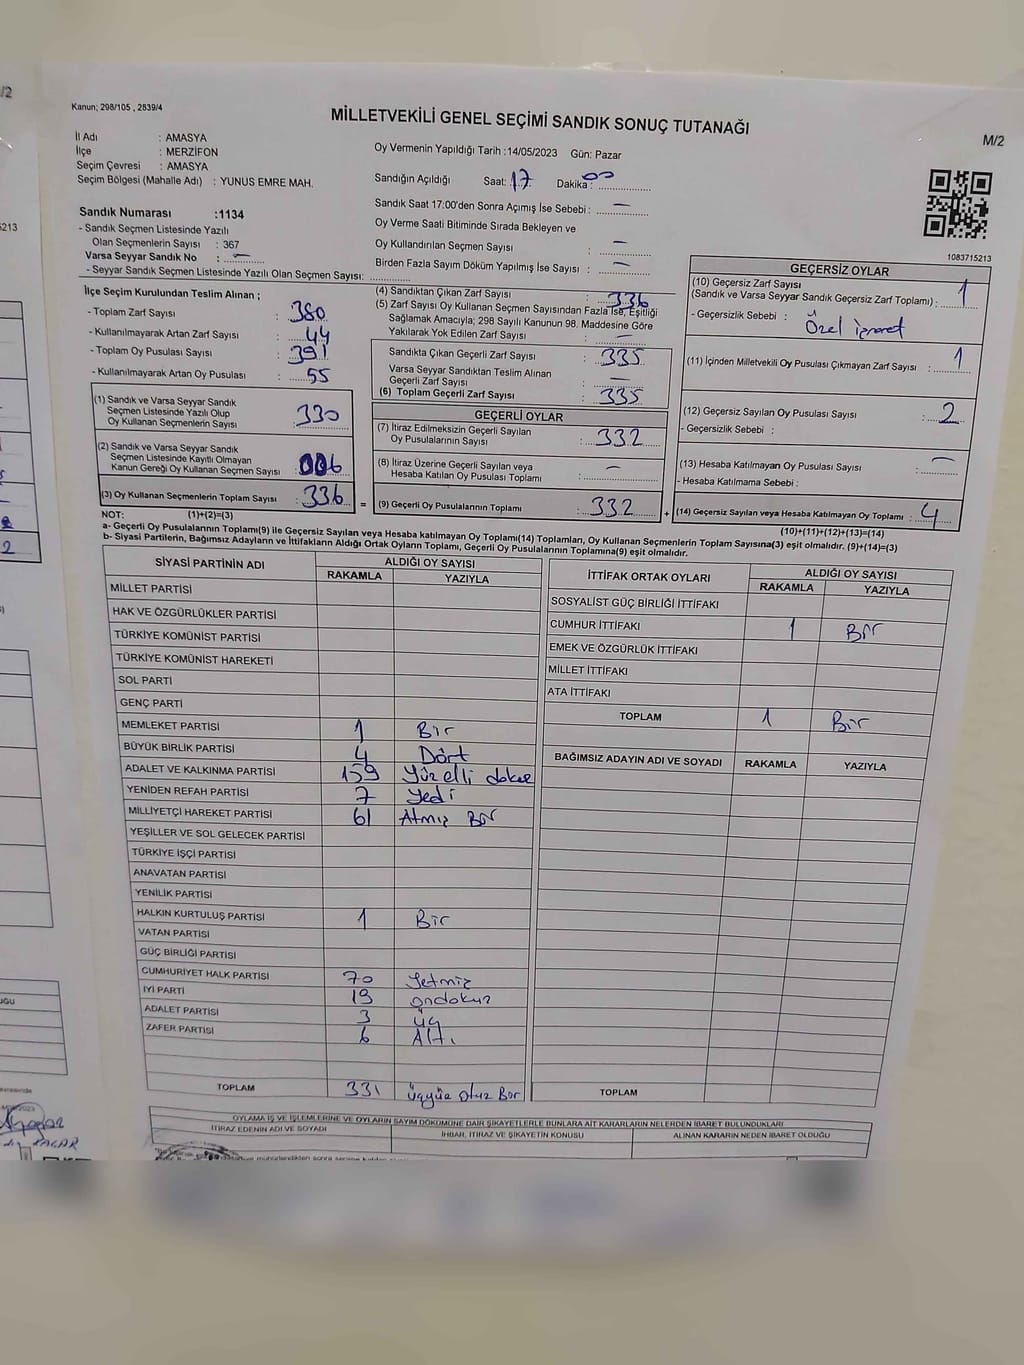 Kanun; 298/105 , 2839/4
MİLLETVEKİLİ GENEL SEÇİMİ SANDIK SONUÇ TUTANAĞI
M/2
İl Adı : AMASYA
İlçe : MERZİFON
Seçim Çevresi : AMASYA
Seçim Bölgesi (Mahalle Adı) : YUNUS EMRE MAH.
Sandık Numarası :1134
- Sandık Seçmen Listesinde Yazılı
Olan Seçmenlerin Sayısı : 367
Varsa Seyyar Sandık No : —
- Seyyar Sandık Seçmen Listesinde Yazılı Olan Seçmen Sayısı:
Oy Vermenin Yapıldığı Tarih :14/05/2023 Gün: Pazar
Sandığın Açıldığı Saat: 17 Dakika: 00
Sandık Saat 17:00'den Sonra Açımış İse Sebebi : —
Oy Verme Saati Bitiminde Sırada Bekleyen ve
Oy Kullandırılan Seçmen Sayısı : —
Birden Fazla Sayım Döküm Yapılmış İse Sayısı : —
1083715213
İlçe Seçim Kurulundan Teslim Alınan ;
- Toplam Zarf Sayısı : 380
- Kullanılmayarak Artan Zarf Sayısı : 44
- Toplam Oy Pusulası Sayısı : 391
- Kullanılmayarak Artan Oy Pusulası : 55
(1) Sandık ve Varsa Seyyar Sandık
Seçmen Listesinde Yazılı Olup
Oy Kullanan Seçmenlerin Sayısı : 330
(2) Sandık ve Varsa Seyyar Sandık
Seçmen Listesinde Kayıtlı Olmayan
Kanun Gereği Oy Kullanan Seçmen Sayısı : 006
(3) Oy Kullanan Seçmenlerin Toplam Sayısı : 336
(4) Sandıktan Çıkan Zarf Sayısı : 336
(5) Zarf Sayısı Oy Kullanan Seçmen Sayısından Fazla İse, Eşitliği
Sağlamak Amacıyla; 298 Sayılı Kanunun 98. Maddesine Göre
Yakılarak Yok Edilen Zarf Sayısı : —
Sandıkta Çıkan Geçerli Zarf Sayısı : 335
Varsa Seyyar Sandıktan Teslim Alınan
Geçerli Zarf Sayısı : —
(6) Toplam Geçerli Zarf Sayısı : 335
GEÇERLİ OYLAR
(7) İtiraz Edilmeksizin Geçerli Sayılan
Oy Pusulalarının Sayısı : 332
(8) İtiraz Üzerine Geçerli Sayılan veya
Hesaba Katılan Oy Pusulaları Toplamı : —
= (9) Geçerli Oy Pusulalarının Toplamı : 332
GEÇERSİZ OYLAR
(10) Geçersiz Zarf Sayısı
(Sandık ve Varsa Seyyar Sandık Geçersiz Zarf Toplamı) : 1
- Geçersizlik Sebebi : Özel işaret
(11) İçinden Milletvekili Oy Pusulası Çıkmayan Zarf Sayısı : 1
(12) Geçersiz Sayılan Oy Pusulası Sayısı : 2
- Geçersizlik Sebebi :
(13) Hesaba Katılmayan Oy Pusulası Sayısı : —
- Hesaba Katılmama Sebebi :
+ (14) Geçersiz Sayılan veya Hesaba Katılmayan Oy Toplamı : 4
NOT: (1)+(2)=(3)
(10)+(11)+(12)+(13)=(14)
a- Geçerli Oy Pusulalarının Toplamı(9) ile Geçersiz Sayılan veya Hesaba katılmayan Oy Toplamı(14) Toplamları, Oy Kullanan Seçmenlerin Toplam Sayısına(3) eşit olmalıdır. (9)+(14)=(3)
b- Siyasi Partilerin, Bağımsız Adayların ve İttifakların Aldığı Oyların Toplamı, Geçerli Oy Pusulalarının Toplamına(9) eşit olmalıdır.
SİYASİ PARTİNİN ADI ALDIĞI OY SAYISI
RAKAMLA YAZIYLA
MİLLET PARTİSİ
HAK VE ÖZGÜRLÜKLER PARTİSİ
TÜRKİYE KOMÜNİST PARTİSİ
TÜRKİYE KOMÜNİST HAREKETİ
SOL PARTİ
GENÇ PARTİ
MEMLEKET PARTİSİ 1 Bir
BÜYÜK BİRLİK PARTİSİ 4 Dört
ADALET VE KALKINMA PARTİSİ 159 Yüzelli dokuz
YENİDEN REFAH PARTİSİ 7 Yedi
MİLLİYETÇİ HAREKET PARTİSİ 61 Atmış Bir
YEŞİLLER VE SOL GELECEK PARTİSİ
TÜRKİYE İŞÇİ PARTİSİ
ANAVATAN PARTİSİ
YENİLİK PARTİSİ
HALKIN KURTULUŞ PARTİSİ 1 Bir
VATAN PARTİSİ
GÜÇ BİRLİĞİ PARTİSİ
CUMHURİYET HALK PARTİSİ 70 Yetmiş
İYİ PARTİ 19 ondokuz
ADALET PARTİSİ 3 üç
ZAFER PARTİSİ 6 Altı
TOPLAM 331 üçyüz otuz Bir
İTTİFAK ORTAK OYLARI ALDIĞI OY SAYISI
RAKAMLA YAZIYLA
SOSYALİST GÜÇ BİRLİĞİ İTTİFAKI
CUMHUR İTTİFAKI 1 Bir
EMEK VE ÖZGÜRLÜK İTTİFAKI
MİLLET İTTİFAKI
ATA İTTİFAKI
TOPLAM 1 Bir
BAĞIMSIZ ADAYIN ADI VE SOYADI RAKAMLA YAZIYLA
TOPLAM
OYLAMA İŞ VE İŞLEMLERİNE VE OYLARIN SAYIM DÖKÜMÜNE DAİR ŞİKAYETLERLE BUNLARA AİT KARARLARIN NELERDEN İBARET BULUNDUKLARI
İTİRAZ EDENİN ADI VE SOYADI İHBAR, İTİRAZ VE ŞİKAYETİN KONUSU ALINAN KARARIN NEDEN İBARET OLDUĞU